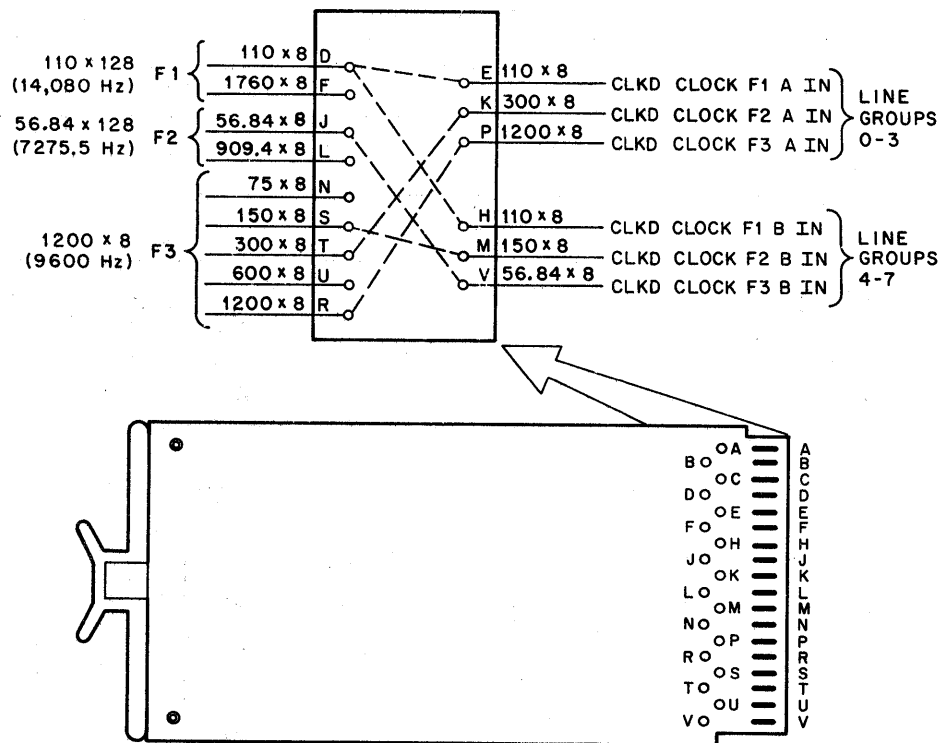 110 x 128
(14,080 Hz)
F1
110 x 8 D
1760 x 8 F
56.84 x 128
(7275,5 Hz)
F2
56.84 x 8 J
909.4 x 8 L
1200 x 8
(9600 Hz)
F3
75 x 8 N
150 x 8 S
300 x 8 T
600 x 8 U
1200 x 8 R
E 110 x 8 CLKD CLOCK F1 A IN
K 300 x 8 CLKD CLOCK F2 A IN
P 1200 x 8 CLKD CLOCK F3 A IN
LINE
GROUPS
0-3
H 110 x 8 CLKD CLOCK F1 B IN
M 150 x 8 CLKD CLOCK F2 B IN
V 56.84 x 8 CLKD CLOCK F3 B IN
LINE
GROUPS
4-7
A A
B B
C C
D D
E E
F F
H H
J J
K K
L L
M M
N N
P P
R R
S S
T T
U U
V V